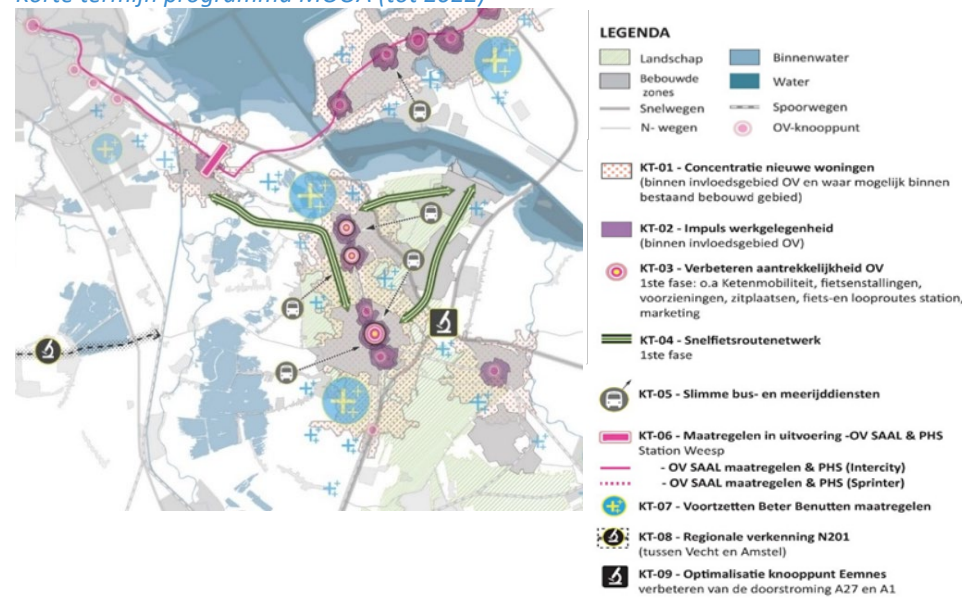 Korte termijn programma MOGA (tot 2022)
LEGENDA
Landschap
Binnenwater
Bebouwde
zones
Water
Snelwegen
Spoorwegen
N- wegen
OV-knooppunt
KT-01 - Concentratie nieuwe woningen
(binnen invloedsgebied OV en waar mogelijk binnen
bestaand bebouwd gebied)
KT-02 - Impuls werkgelegenheid
(binnen invloedsgebied OV)
KT-03 - Verbeteren aantrekkelijkheid OV
1ste fase: o.a Ketenmobiliteit, fietsenstallingen,
voorzieningen, zitplaatsen, fiets-en looproutes station,
marketing
KT-04 - Snelfietsroutenetwerk
1ste fase
KT-05 - Slimme bus- en meerijddiensten
KT-06 - Maatregelen in uitvoering -OV SAAL & PHS
Station Weesp
- OV SAAL maatregelen & PHS (Intercity)
- OV SAAL maatregelen & PHS (Sprinter)
KT-07 - Voortzetten Beter Benutten maatregelen
KT-08 - Regionale verkenning N201
(tussen Vecht en Amstel)
KT-09 - Optimalisatie knooppunt Eemnes
verbeteren van de doorstroming A27 en A1